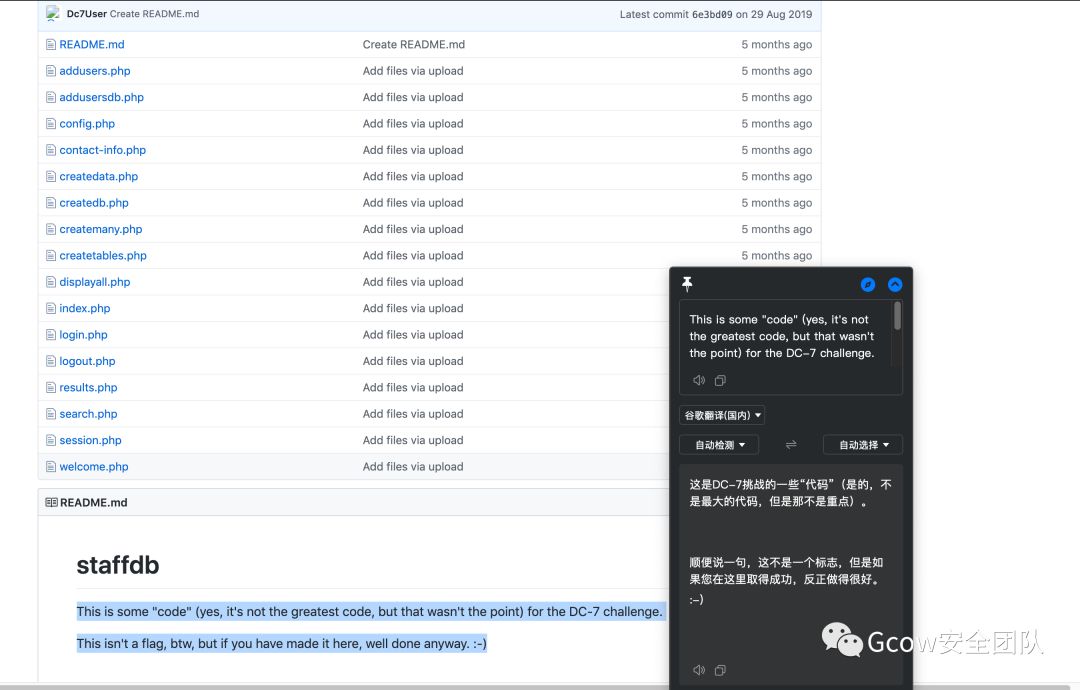 Dc7User Create README.md Latest commit 6e3bd09 on 29 Aug 2019
README.md Create README.md 5 months ago
addusers.php Add files via upload 5 months ago
addusersdb.php Add files via upload 5 months ago
config.php Add files via upload 5 months ago
contact-info.php Add files via upload 5 months ago
createdata.php Add files via upload 5 months ago
createdb.php Add files via upload 5 months ago
createmany.php Add files via upload 5 months ago
createtables.php Add files via upload 5 months ago
displayall.php Add files via upload
index.php Add files via upload
login.php Add files via upload
logout.php Add files via upload
results.php Add files via upload
search.php Add files via upload
session.php Add files via upload
welcome.php Add files via upload
README.md
staffdb
This is some "code" (yes, it's not the greatest code, but that wasn't the point) for the DC-7 challenge.
This isn't a flag, btw, but if you have made it here, well done anyway. :-)
This is some "code" (yes, it's not
the greatest code, but that wasn't
the point) for the DC-7 challenge.
谷歌翻译(国内)
自动检测 自动选择
这是DC-7挑战的一些“代码”（是的，不
是最大的代码，但是那不是重点）。
顺便说一句，这不是一个标志，但是如
果您在这里取得成功，反正做得很好。
:-)
Gcow安全团队